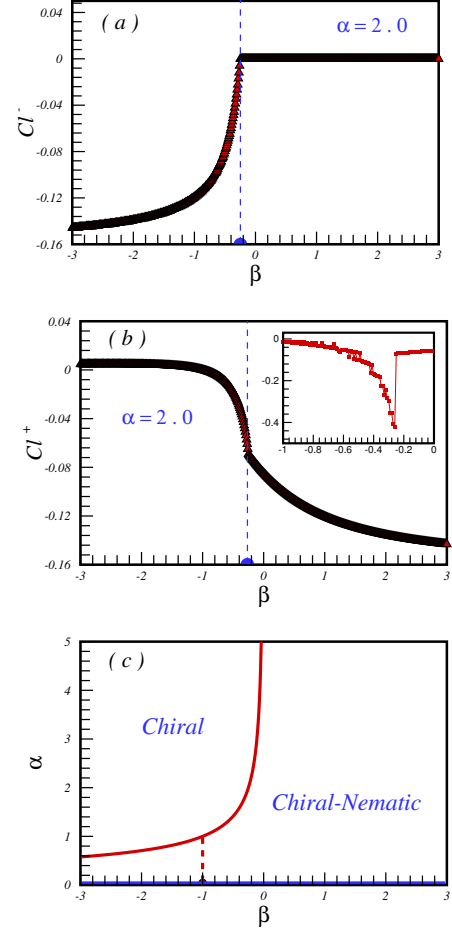 ( a )
α = 2 . 0
0
-0.04
-0.08
-0.12
-0.16
Cl -
-3 -2 -1 0 1 2 3
β
0.04
0
-0.04
-0.08
-0.12
-0.16
Cl +
( b )
α = 2 . 0
0
-0.2
-0.4
-1 -0.8 -0.6 -0.4 -0.2 0
-3 -2 -1 0 1 2 3
β
( c )
5
4
3
2
1
0
α
Chiral
Chiral-Nematic
-3 -2 -1 0 1 2 3
β